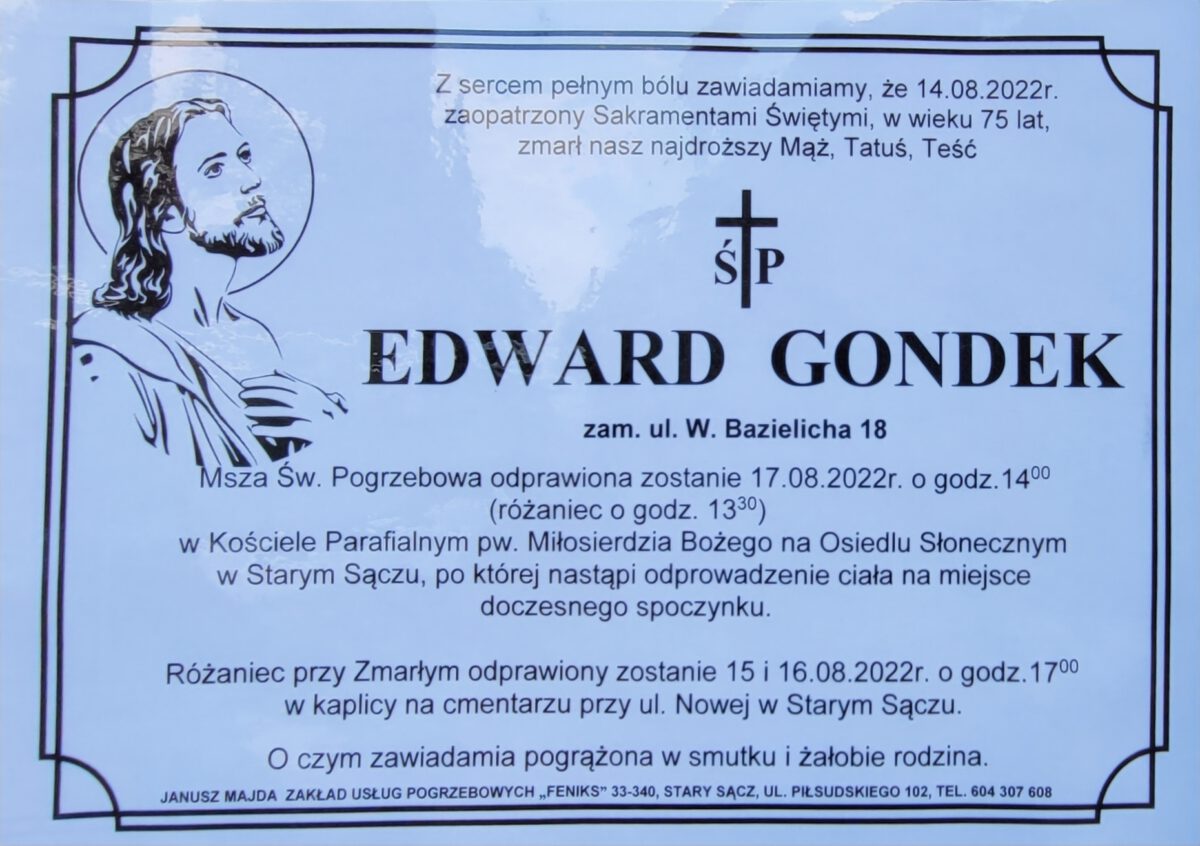 Z sercem pełnym bólu zawiadamiamy, że 14.08.2022r.
zaopatrzony Sakramentami Świętymi, w wieku 75 lat,
zmarł nasz najdroższy Mąż, Tatuś, Teść
Ś P
EDWARD GONDEK
zam. ul. W. Bazielicha 18
Msza Św. Pogrzebowa odprawiona zostanie 17.08.2022r. o godz.14⁰⁰
(różaniec o godz. 13³⁰)
w Kościele Parafialnym pw. Miłosierdzia Bożego na Osiedlu Słonecznym
w Starym Sączu, po której nastąpi odprowadzenie ciała na miejsce
doczesnego spoczynku.
Różaniec przy Zmarłym odprawiony zostanie 15 i 16.08.2022r. o godz.17⁰⁰
w kaplicy na cmentarzu przy ul. Nowej w Starym Sączu.
O czym zawiadamia pogrążona w smutku i żałobie rodzina.
JANUSZ MAJDA ZAKŁAD USŁUG POGRZEBOWYCH „FENIKS" 33-340, STARY SĄCZ, UL. PIŁSUDSKIEGO 102, TEL. 604 307 608